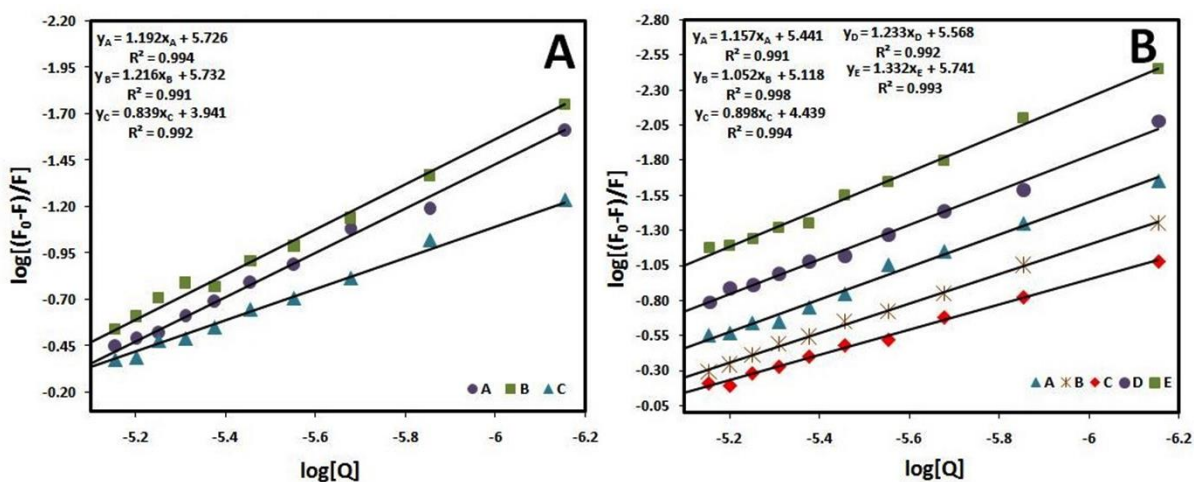 A
yA = 1.192xA + 5.726
R² = 0.994
yB = 1.216xB + 5.732
R² = 0.991
yC = 0.839xC + 3.941
R² = 0.992
-2.20
-1.95
-1.70
-1.45
-1.20
-0.95
-0.70
-0.45
-0.20
log[(F0-F)/F]
A B C
-5.2 -5.4 -5.6 -5.8 -6 -6.2
log[Q]
B
yA = 1.157xA + 5.441
R² = 0.991
yB = 1.052xB + 5.118
R² = 0.998
yC = 0.898xC + 4.439
R² = 0.994
yD = 1.233xD + 5.568
R² = 0.992
yE = 1.332xE + 5.741
R² = 0.993
-2.80
-2.55
-2.30
-2.05
-1.80
-1.55
-1.30
-1.05
-0.80
-0.55
-0.30
-0.05
log[(F0-F)/F]
A B C D E
-5.2 -5.4 -5.6 -5.8 -6 -6.2
log[Q]